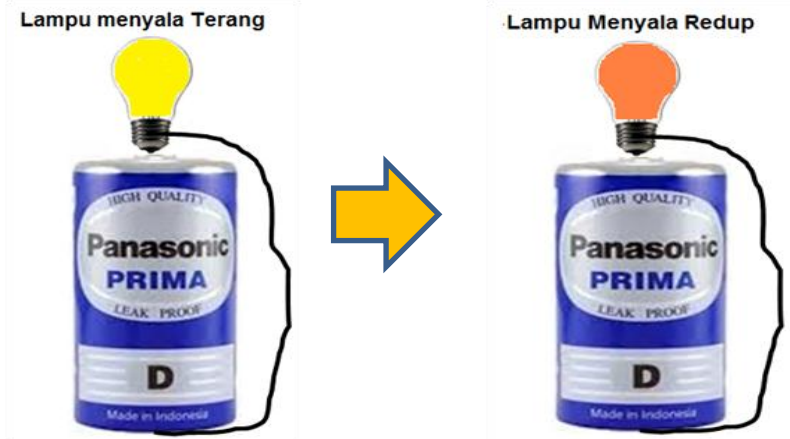 Lampu menyala Terang
HIGH QUALITY
Panasonic
PRIMA
LEAK PROOF
D
Made in Indonesia
Lampu Menyala Redup
HIGH QUALITY
Panasonic
PRIMA
LEAK PROOF
D
Made in Indonesia